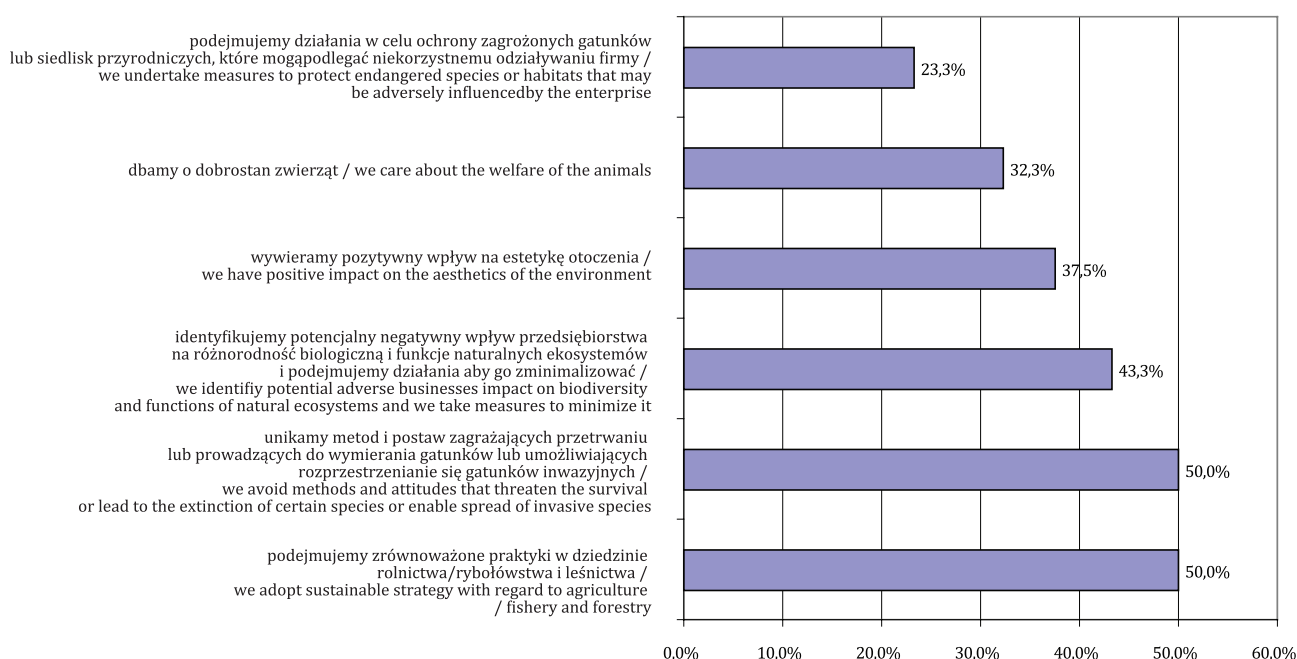 podejmujemy działania w celu ochrony zagrożonych gatunków
lub siedlisk przyrodniczych, które mogąpodlegać niekorzystnemu odziaływaniu firmy /
we undertake measures to protect endangered species or habitats that may
be adversely influencedby the enterprise
23,3%
dbamy o dobrostan zwierząt / we care about the welfare of the animals
32,3%
wywieramy pozytywny wpływ na estetykę otoczenia /
we have positive impact on the aesthetics of the environment
37,5%
identyfikujemy potencjalny negatywny wpływ przedsiębiorstwa
na różnorodność biologiczną i funkcje naturalnych ekosystemów
i podejmujemy działania aby go zminimalizować /
we identifiy potential adverse businesses impact on biodiversity
and functions of natural ecosystems and we take measures to minimize it
43,3%
unikamy metod i postaw zagrażających przetrwaniu
lub prowadzących do wymierania gatunków lub umożliwiających
rozprzestrzenianie się gatunków inwazyjnych /
we avoid methods and attitudes that threaten the survival
or lead to the extinction of certain species or enable spread of invasive species
50,0%
podejmujemy zrównoważone praktyki w dziedzinie
rolnictwa/rybołówstwa i leśnictwa /
we adopt sustainable strategy with regard to agriculture
/ fishery and forestry
50,0%
0.0% 10.0% 20.0% 30.0% 40.0% 50.0% 60.0%